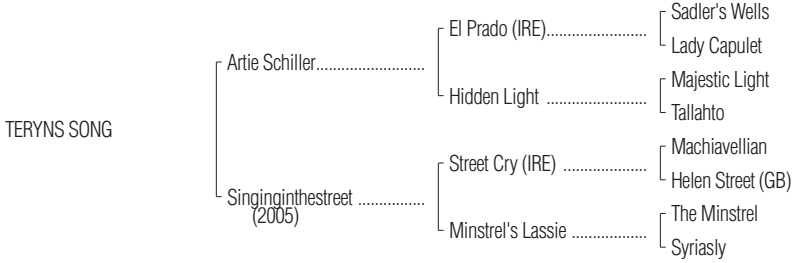 Sadler's Wells
El Prado (IRE)........................
Lady Capulet
Artie Schiller..........................
Majestic Light
Hidden Light ........................
Tallahto
TERYNS SONG
Machiavellian
Street Cry (IRE) ....................
Helen Street (GB)
Singinginthestreet ................
(2005)
The Minstrel
Minstrel's Lassie ..................
Syriasly